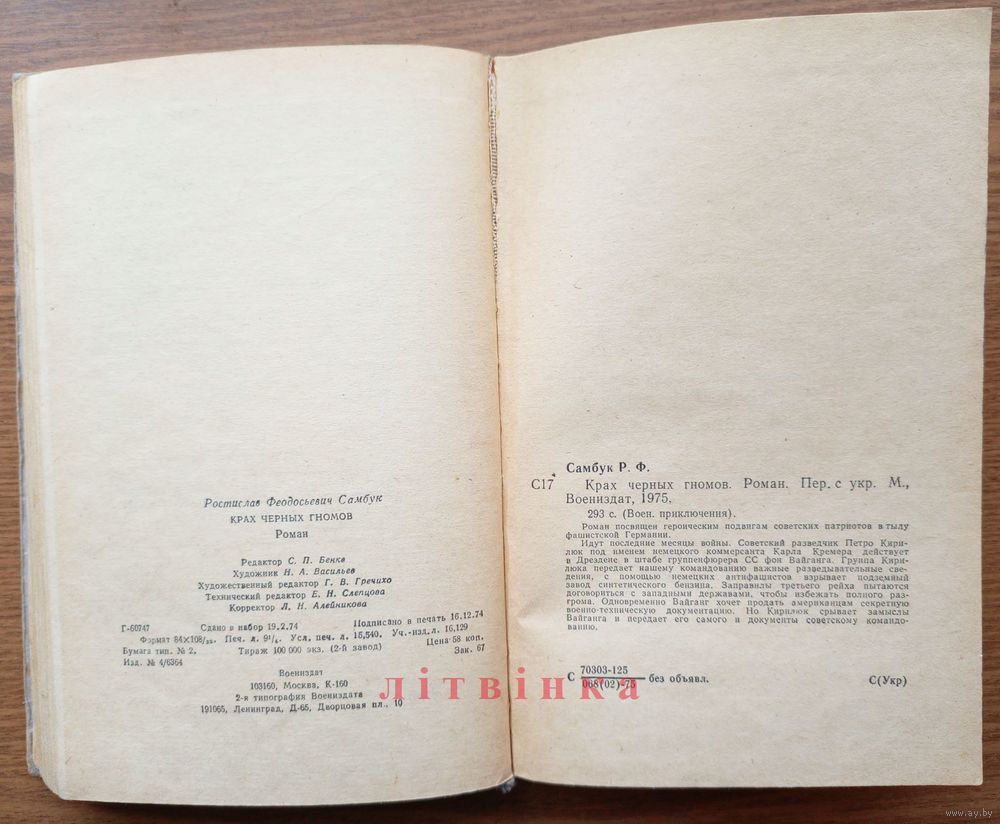 Ростислав Феодосьевич Самбук
КРАХ ЧЕРНЫХ ГНОМОВ
Роман
Редактор С. П. Бенке
Художник Н. А. Васильев
Художественный редактор Г. В. Гречихо
Технический редактор Е. Н. Слепцова
Корректор Л. Н. Алейникова
Г-60747 Сдано в набор 19.2.74 Подписано в печать 16.12.74
Формат 84×108/32. Печ. л. 9¼. Усл. печ. л. 15,540. Уч.-изд.л. 16,129
Бумага тип. № 2. Тираж 100 000 экз. (2-й завод) Цена 68 коп.
Изд. № 4/6364 Зак. 67
Воениздат
103160, Москва, К-160
2-я типография Воениздата
191065, Ленинград, Д-65, Дворцовая пл., 10
Самбук Р. Ф.
С17 Крах черных гномов. Роман. Пер. с укр. М.,
Воениздат, 1975.
293 с. (Воен. приключения).
Роман посвящен героическим подвигам советских патриотов в тылу
фашистской Германии.
Идут последние месяцы войны. Советский разведчик Петро Кири-
люк под именем немецкого коммерсанта Карла Кремера действует
в Дрездене в штабе группенфюрера СС фон Вайганга. Группа Кири-
люка передает нашему командованию важные разведывательные све-
дения, с помощью немецких антифашистов взрывает подземный
завод синтетического бензина. Заправилы третьего рейха пытаются
договориться с западными державами, чтобы избежать полного раз-
грома. Одновременно Вайганг хочет продать американцам секретную
военно-техническую документацию. Но Кирилюк срывает замыслы
Вайганга и передает его самого и документы советскому командо-
ванию.
С 70303-125
068(02)-75 без объявл. С(Укр)
літвінка
www.ay.by